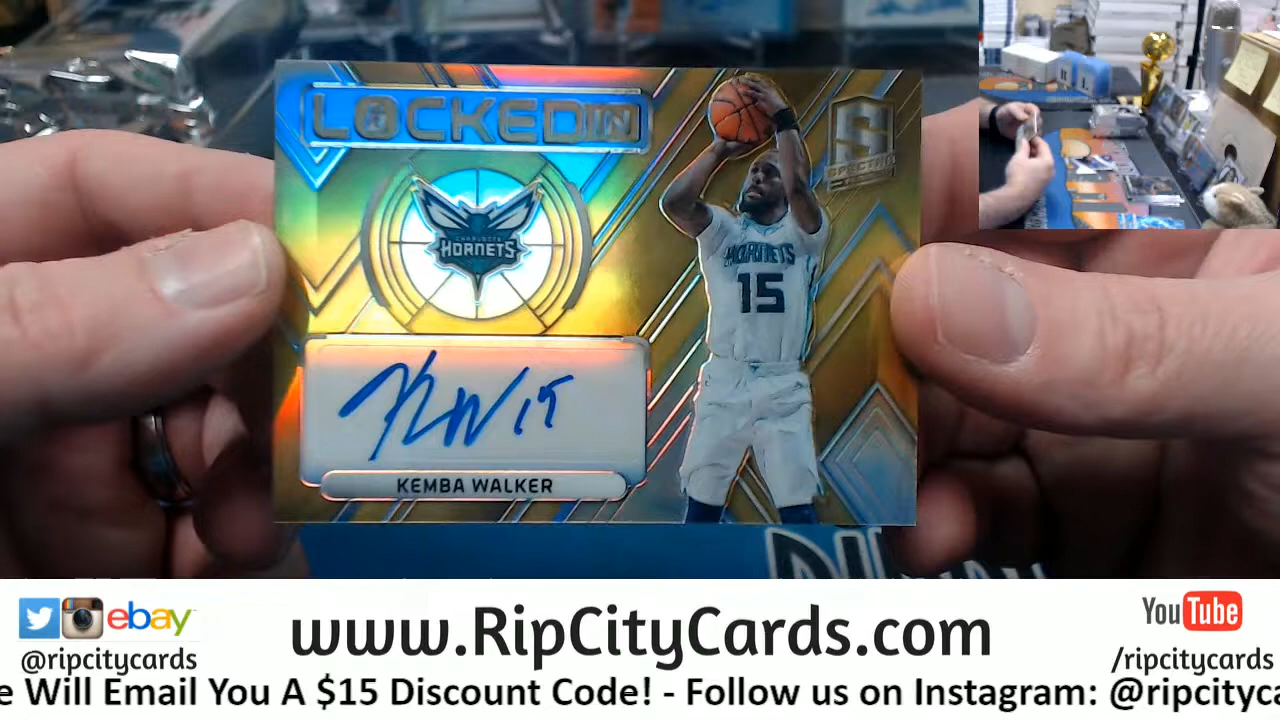 LOCKED IN
S
SPECTRA
CHARLOTTE
HORNETS
HORNETS
15
KW 15
KEMBA WALKER
ebay
@ripcitycards
www.RipCityCards.com
YouTube
/ripcitycards
e Will Email You A $15 Discount Code! - Follow us on Instagram: @ripcityca